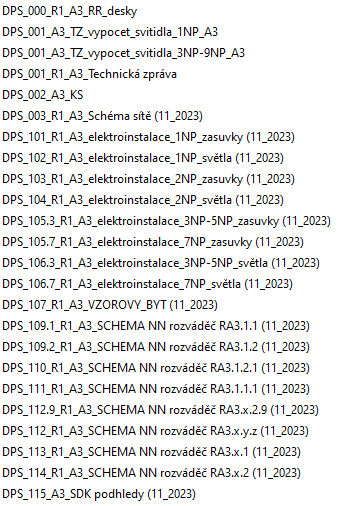 DPS_000_R1_A3_RR_desky
DPS_001_A3_TZ_vypocet_svitidla_1NP_A3
DPS_001_A3_TZ_vypocet_svitidla_3NP-9NP_A3
DPS_001_R1_A3_Technická zpráva
DPS_002_A3_KS
DPS_003_R1_A3_Schéma sítě (11_2023)
DPS_101_R1_A3_elektroinstalace_1NP_zasuvky (11_2023)
DPS_102_R1_A3_elektroinstalace_1NP_světla (11_2023)
DPS_103_R1_A3_elektroinstalace_2NP_zasuvky (11_2023)
DPS_104_R1_A3_elektroinstalace_2NP_světla (11_2023)
DPS_105.3_R1_A3_elektroinstalace_3NP-5NP_zasuvky (11_2023)
DPS_105.7_R1_A3_elektroinstalace_7NP_zasuvky (11_2023)
DPS_106.3_R1_A3_elektroinstalace_3NP-5NP_světla (11_2023)
DPS_106.7_R1_A3_elektroinstalace_7NP_světla (11_2023)
DPS_107_R1_A3_VZOROVY_BYT (11_2023)
DPS_109.1_R1_A3_SCHEMA NN rozváděč RA3.1.1 (11_2023)
DPS_109.2_R1_A3_SCHEMA NN rozváděč RA3.1.2 (11_2023)
DPS_110_R1_A3_SCHEMA NN rozváděč RA3.1.2.1 (11_2023)
DPS_111_R1_A3_SCHEMA NN rozváděč RA3.1.1.1 (11_2023)
DPS_112.9_R1_A3_SCHEMA NN rozváděč RA3.x.2.9 (11_2023)
DPS_112_R1_A3_SCHEMA NN rozváděč RA3.x.y.z (11_2023)
DPS_113_R1_A3_SCHEMA NN rozváděč RA3.x.1 (11_2023)
DPS_114_R1_A3_SCHEMA NN rozváděč RA3.x.2 (11_2023)
DPS_115_A3_SDK podhledy (11_2023)